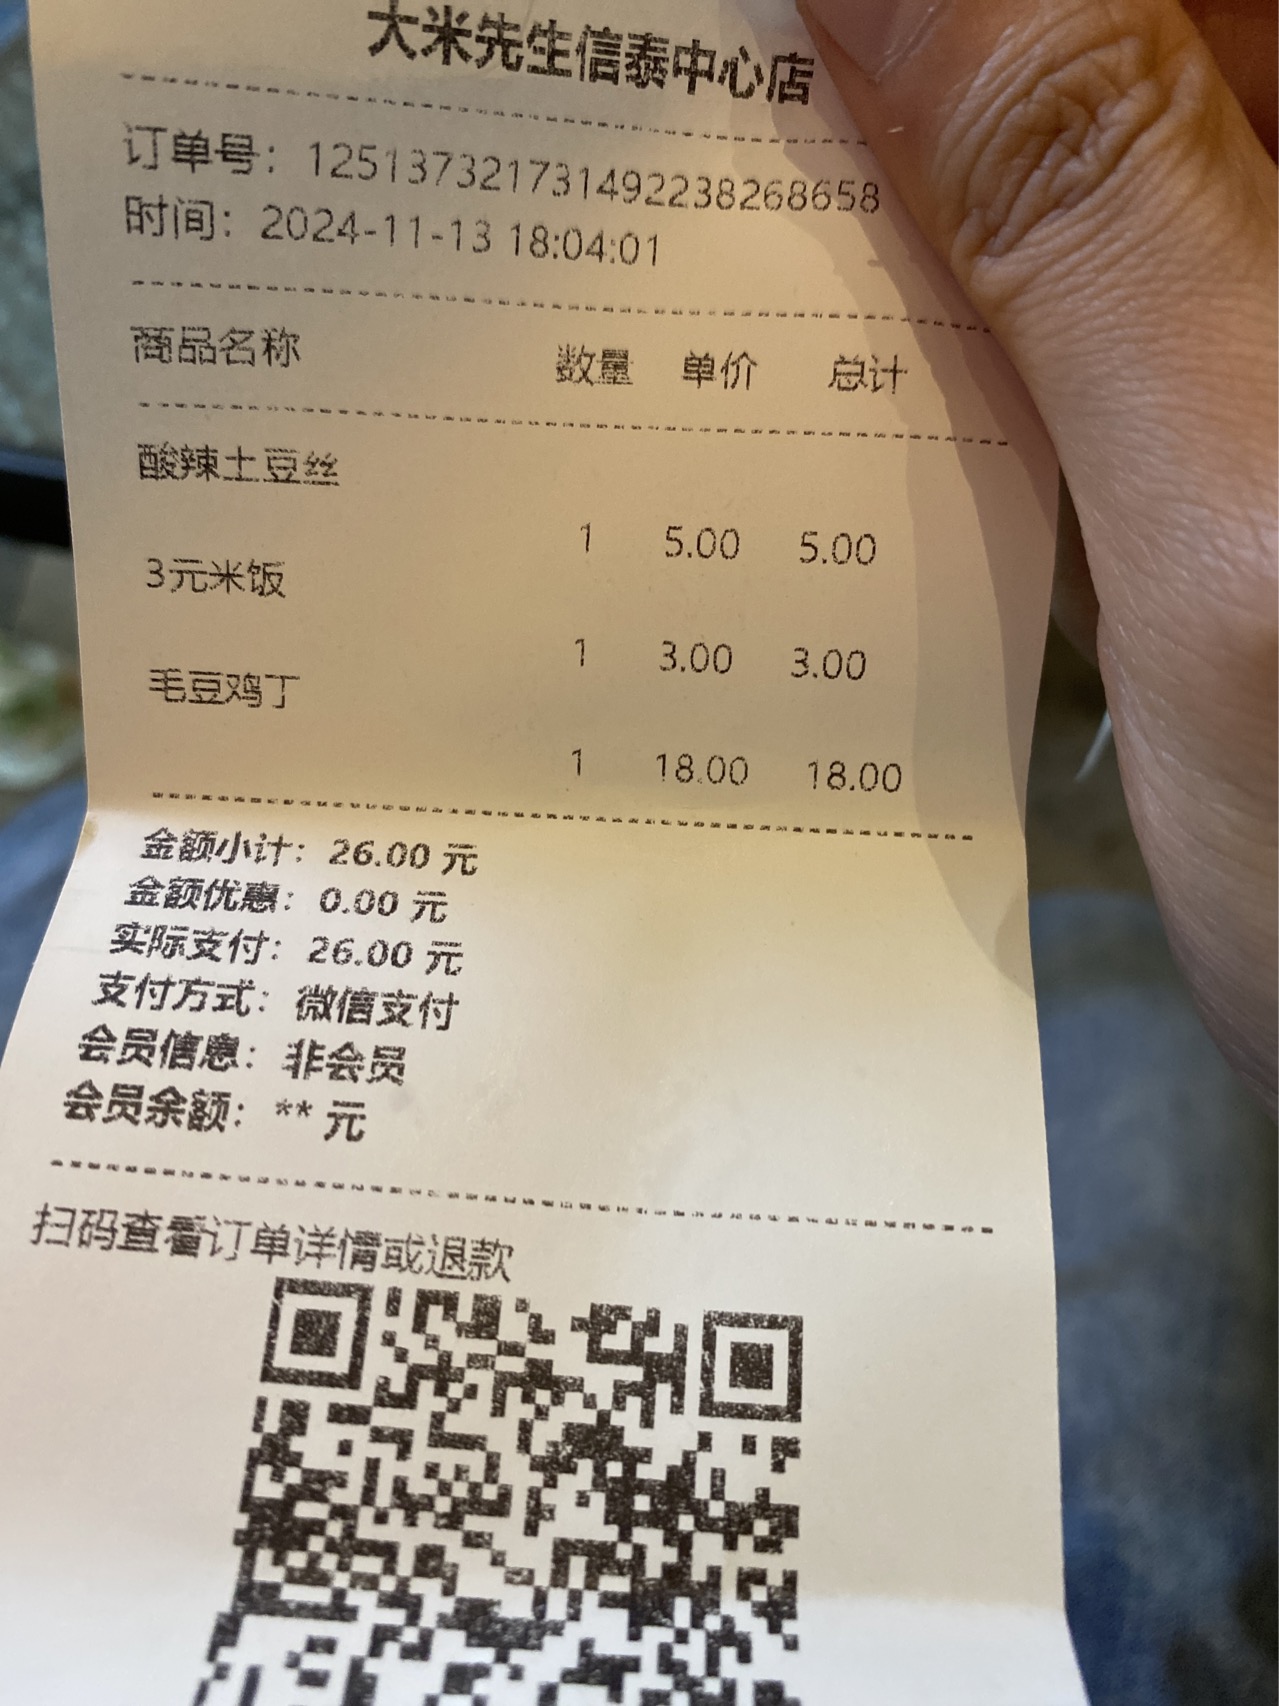 大米先生信泰中心店
订单号：1251373217314922238268658
时间：2024-11-13 18:04:01
商品名称 数量 单价 总计
酸辣土豆丝
1 5.00 5.00
3元米饭
1 3.00 3.00
毛豆鸡丁
1 18.00 18.00
金额小计：26.00 元
金额优惠：0.00 元
实际支付：26.00 元
支付方式：微信支付
会员信息：非会员
会员余额：** 元
扫码查看订单详情或退款